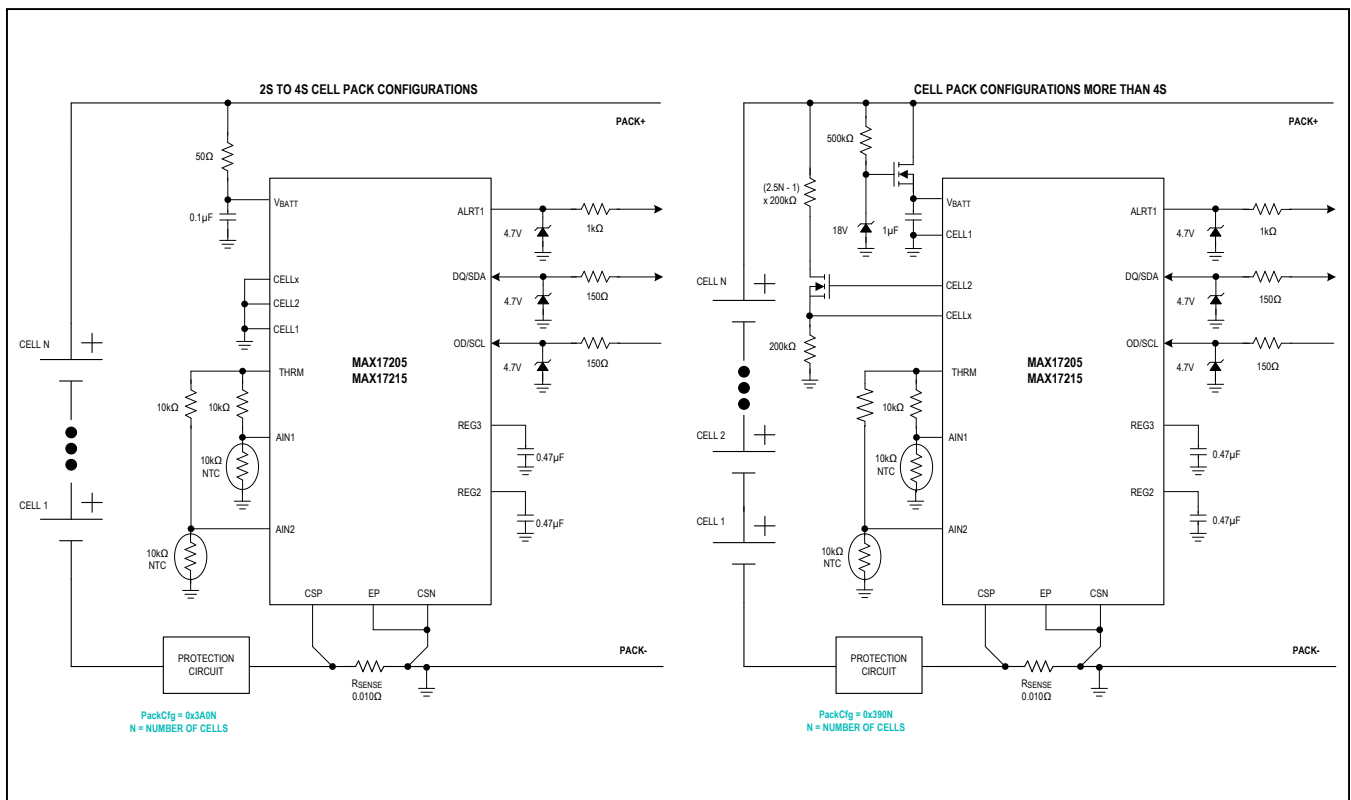 2S TO 4S CELL PACK CONFIGURATIONS
PACK+
50Ω
VBATT
0.1µF
CELLx
CELL2
CELL1
CELL N
CELL 1
MAX17205
MAX17215
THRM
10kΩ
10kΩ
AIN1
10kΩ
NTC
AIN2
10kΩ
NTC
ALRT1
4.7V
1kΩ
DQ/SDA
4.7V
150Ω
OD/SCL
4.7V
150Ω
REG3
0.47µF
REG2
0.47µF
CSP
EP
CSN
PROTECTION
CIRCUIT
RSENSE
0.010Ω
PACK-
PackCfg = 0x3A0N
N = NUMBER OF CELLS
CELL PACK CONFIGURATIONS MORE THAN 4S
PACK+
500kΩ
(2.5N - 1)
x 200kΩ
18V
1µF
VBATT
CELL1
CELL2
CELLx
200kΩ
CELL N
CELL 2
CELL 1
MAX17205
MAX17215
THRM
10kΩ
AIN1
10kΩ
NTC
AIN2
10kΩ
NTC
ALRT1
4.7V
1kΩ
DQ/SDA
4.7V
150Ω
OD/SCL
4.7V
150Ω
REG3
0.47µF
REG2
0.47µF
CSP
EP
CSN
PROTECTION
CIRCUIT
RSENSE
0.010Ω
PACK-
PackCfg = 0x390N
N = NUMBER OF CELLS